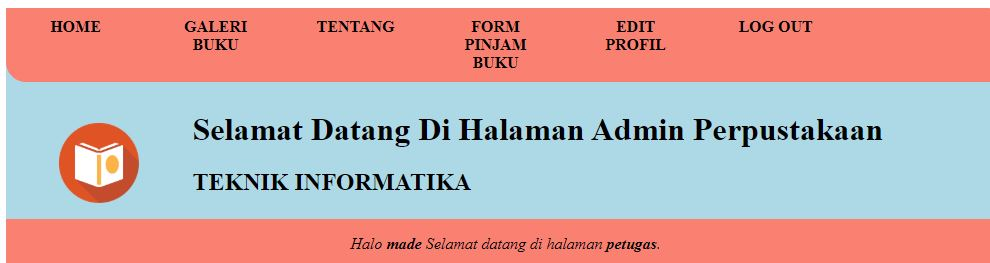 HOME
GALERI
BUKU
TENTANG
FORM
PINJAM
BUKU
EDIT
PROFIL
LOG OUT
Selamat Datang Di Halaman Admin Perpustakaan
TEKNIK INFORMATIKA
Halo made Selamat datang di halaman petugas.